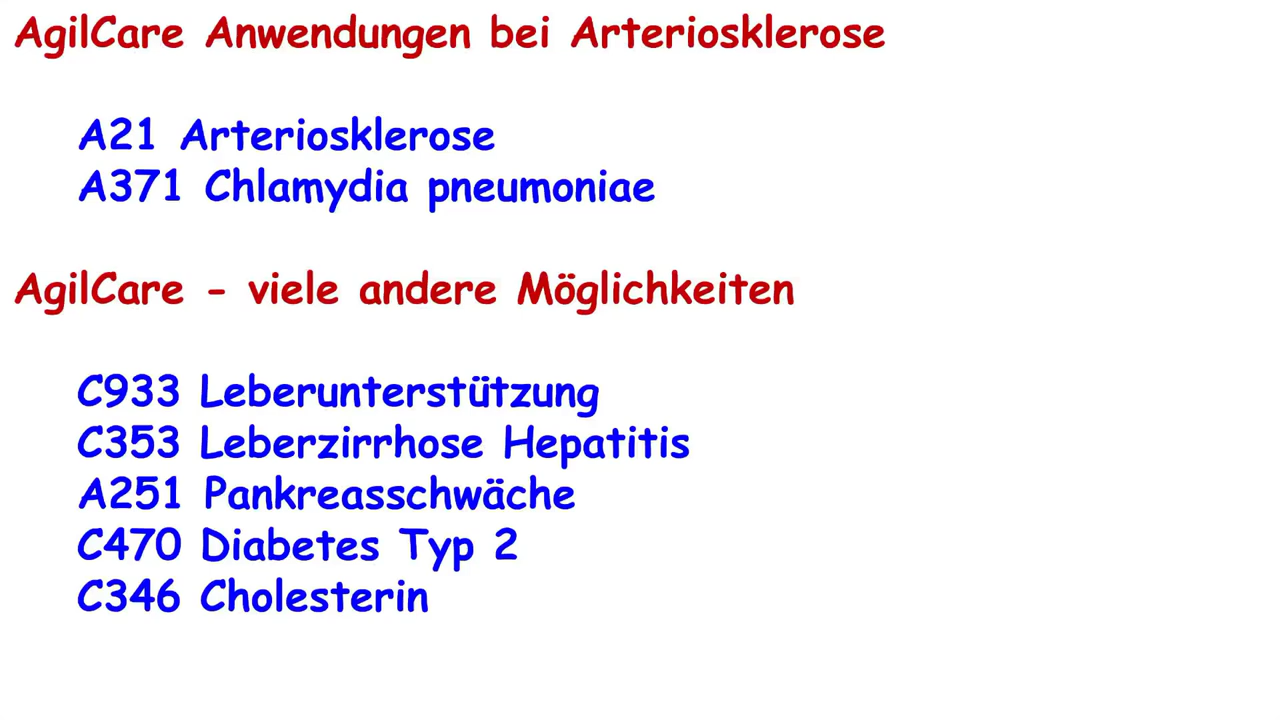 AgilCare Anwendungen bei Arteriosklerose
A21 Arteriosklerose
A371 Chlamydia pneumoniae
AgilCare - viele andere Möglichkeiten
C933 Leberunterstützung
C353 Leberzirrhose Hepatitis
A251 Pankreasschwäche
C470 Diabetes Typ 2
C346 Cholesterin